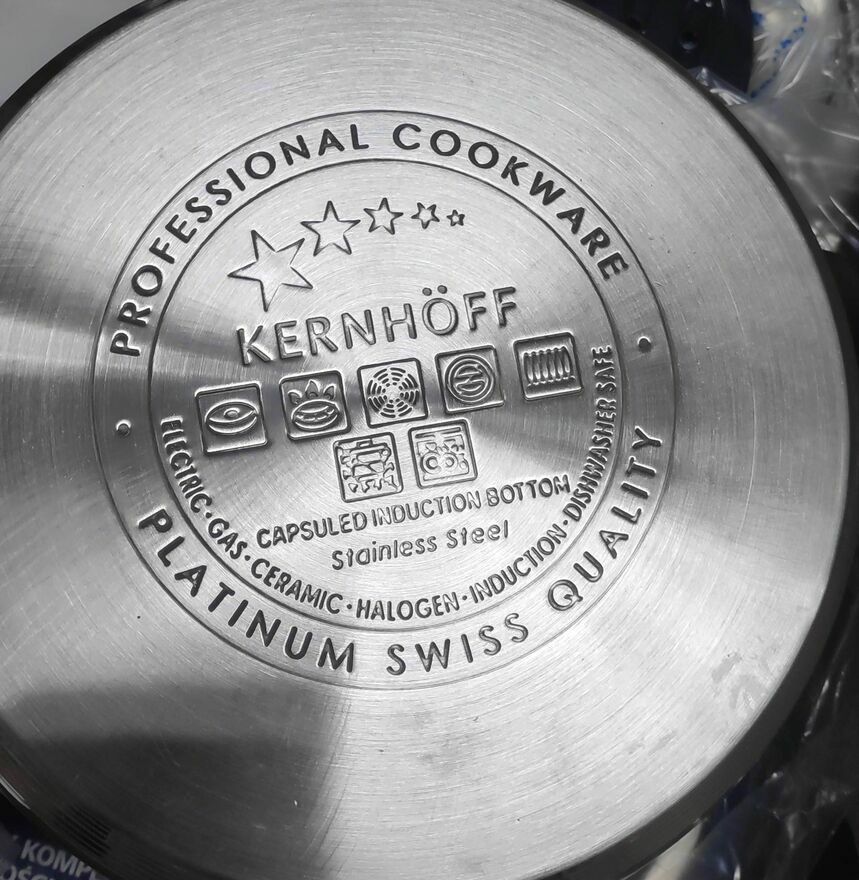 PROFESSIONAL COOKWARE
KERNHÖFF
CAPSULED INDUCTION BOTTOM
Stainless Steel
ELECTRIC·GAS·CERAMIC·HALOGEN·INDUCTION·DISHWASHER SAFE
PLATINUM SWISS QUALITY